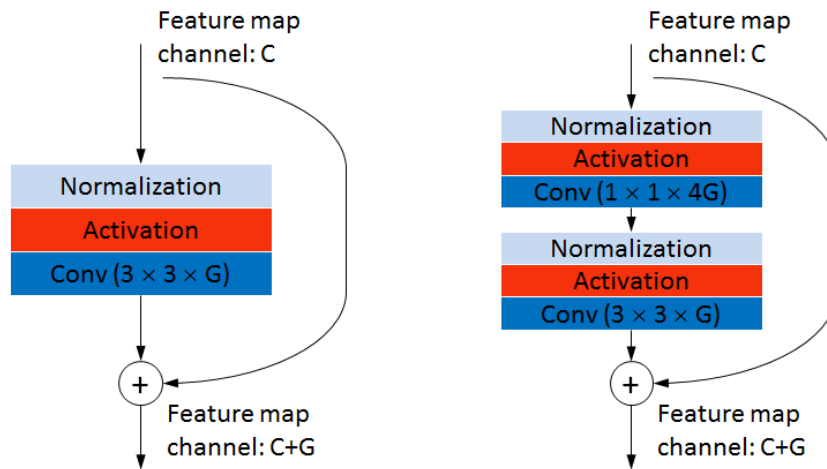 Feature map
channel: C
Normalization
Activation
Conv (3 × 3 × G)
+
Feature map
channel: C+G
Feature map
channel: C
Normalization
Activation
Conv (1 × 1 × 4G)
Normalization
Activation
Conv (3 × 3 × G)
+
Feature map
channel: C+G